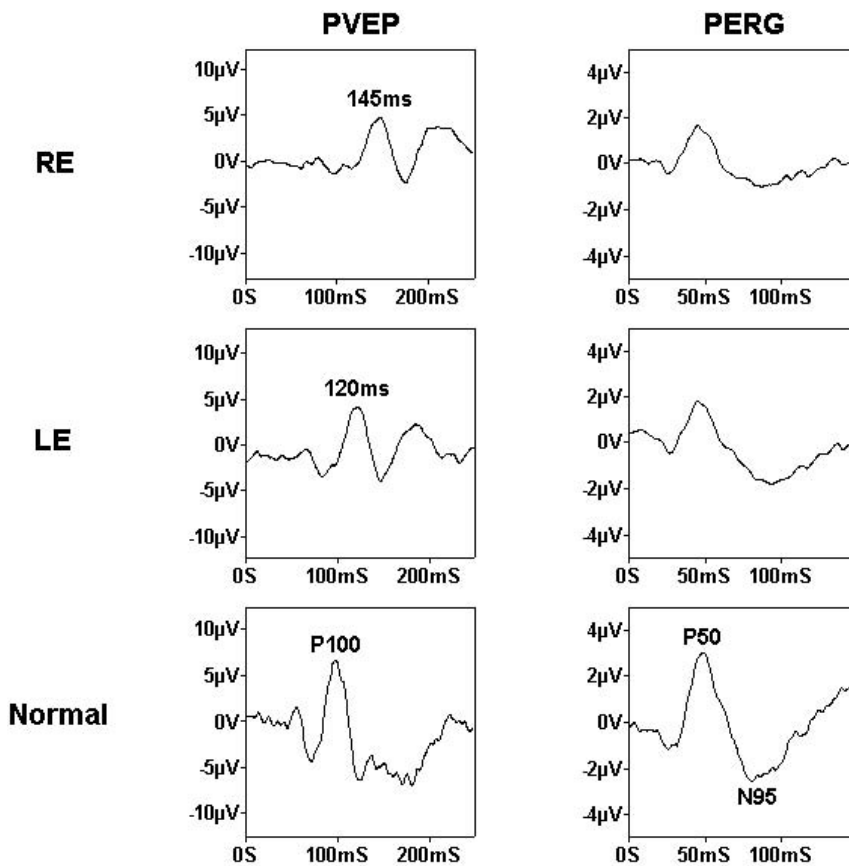 PVEP PERG
10µV 4µV
5µV 145ms 2µV
RE 0V 0V
-5µV -2µV
-10µV -4µV
0S 100mS 200mS 0S 50mS 100mS
10µV 4µV
5µV 120ms 2µV
LE 0V 0V
-5µV -2µV
-10µV -4µV
0S 100mS 200mS 0S 50mS 100mS
10µV P100 4µV P50
5µV 2µV
Normal 0V 0V
-5µV -2µV N95
-10µV -4µV
0S 100mS 200mS 0S 50mS 100mS